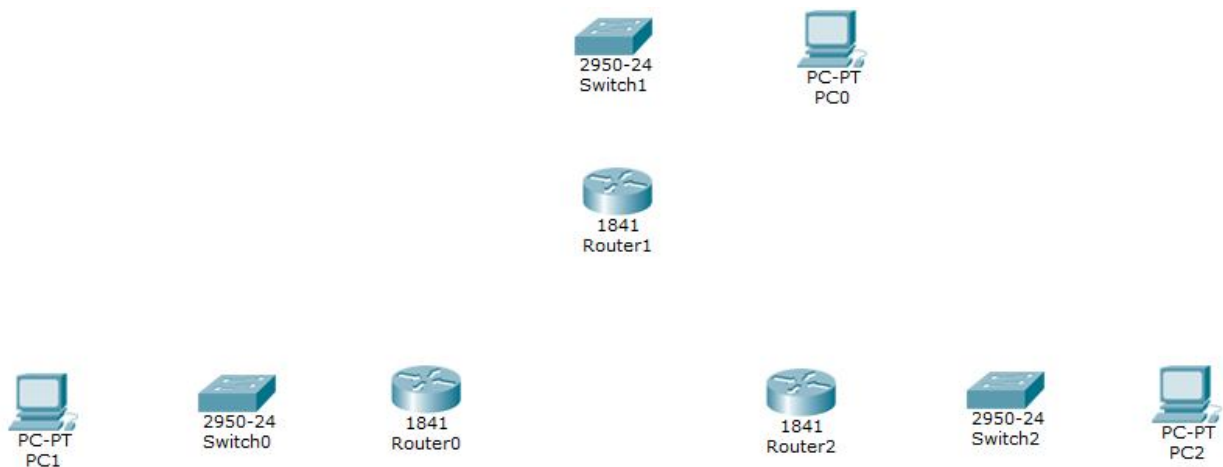 2950-24
Switch1
PC-PT
PC0
1841
Router1
PC-PT
PC1
2950-24
Switch0
1841
Router0
1841
Router2
2950-24
Switch2
PC-PT
PC2